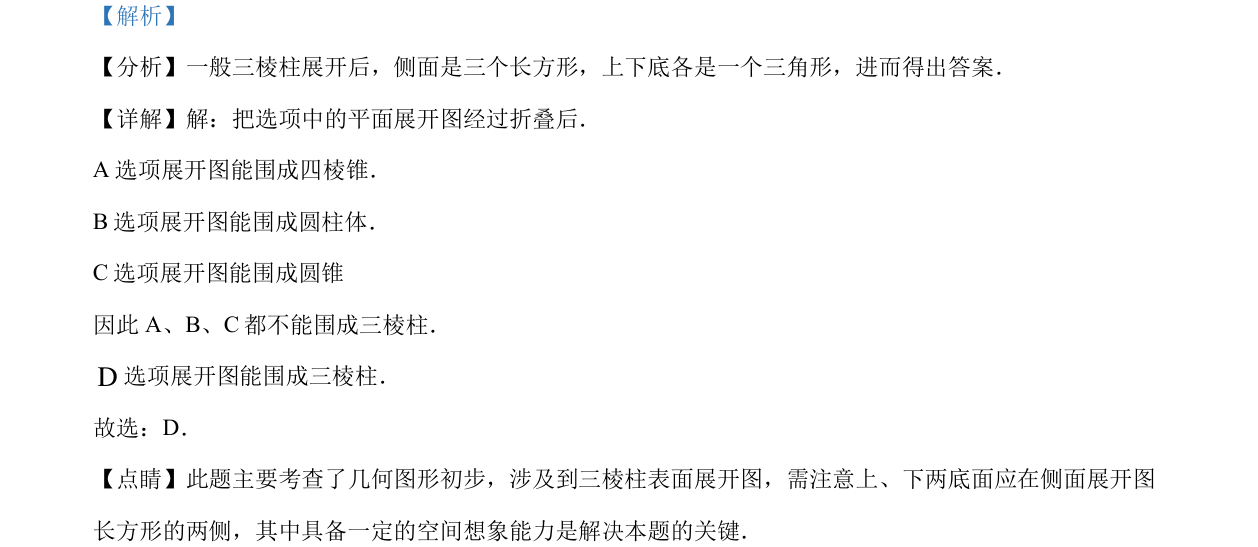 【解析】
【分析】一般三棱柱展开后，侧面是三个长方形，上下底各是一个三角形，进而得出答案．
【详解】解：把选项中的平面展开图经过折叠后．
A 选项展开图能围成四棱锥．
B 选项展开图能围成圆柱体．
C 选项展开图能围成圆锥
因此 A、B、C 都不能围成三棱柱．
D 选项展开图能围成三棱柱．
故选：D．
【点睛】此题主要考查了几何图形初步，涉及到三棱柱表面展开图，需注意上、下两底面应在侧面展开图
长方形的两侧，其中具备一定的空间想象能力是解决本题的关键．